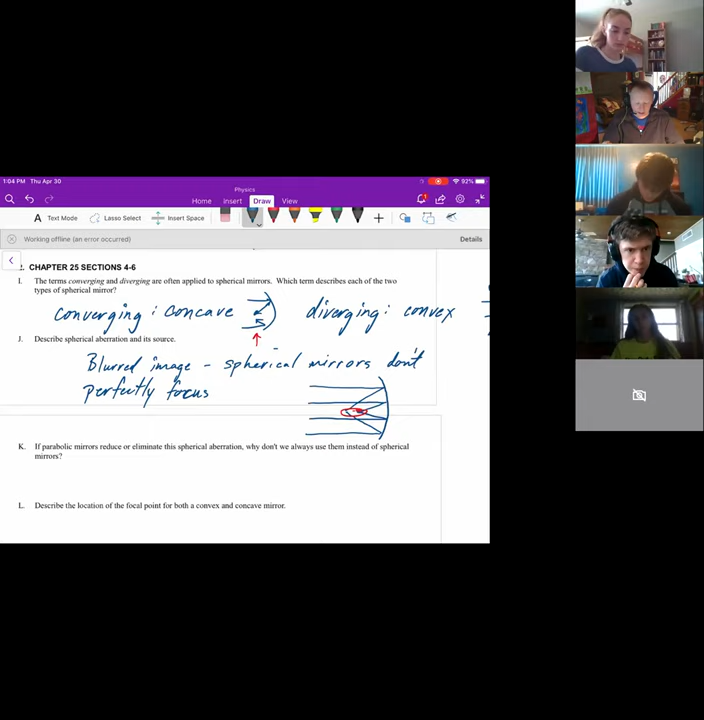 1:04 PM Thu Apr 30
92%
Physics
Home Insert Draw View
A Text Mode Lasso Select Insert Space
Working offline (an error occurred) Details
CHAPTER 25 SECTIONS 4-6
I. The terms converging and diverging are often applied to spherical mirrors. Which term describes each of the two
types of spherical mirror?
converging : concave diverging : convex
J. Describe spherical aberration and its source.
Blurred image - spherical mirrors don't
perfectly focus
K. If parabolic mirrors reduce or eliminate this spherical aberration, why don't we always use them instead of spherical
mirrors?
L. Describe the location of the focal point for both a convex and concave mirror.